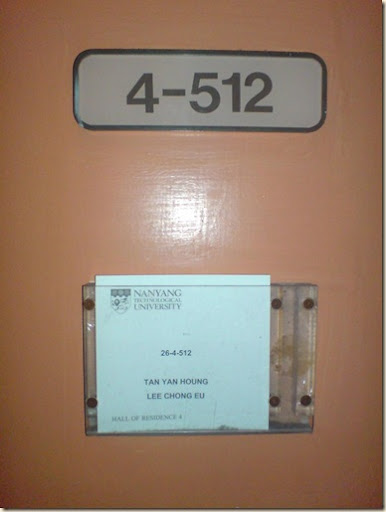 4-512
NANYANG
TECHNOLOGICAL
UNIVERSITY
26-4-512
TAN YAN HOUNG
LEE CHONG EU
HALL OF RESIDENCE 4